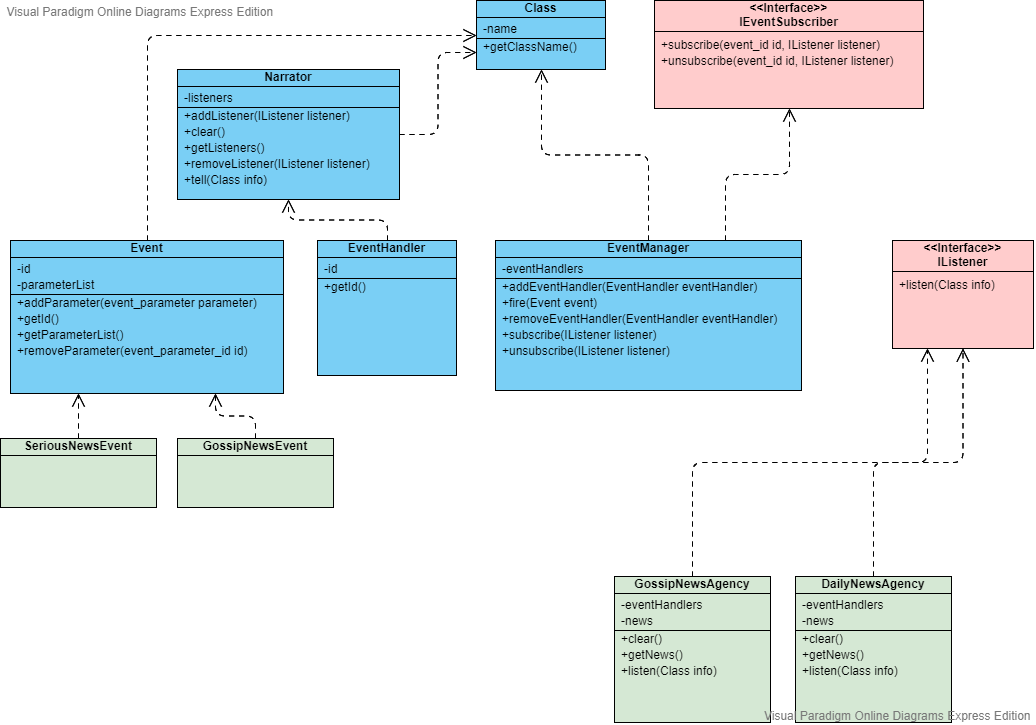 Visual Paradigm Online Diagrams Express Edition
Class
-name
+getClassName()
<<Interface>>
IEventSubscriber
+subscribe(event_id id, IListener listener)
+unsubscribe(event_id id, IListener listener)
Narrator
-listeners
+addListener(IListener listener)
+clear()
+getListeners()
+removeListener(IListener listener)
+tell(Class info)
Event
-id
-parameterList
+addParameter(event_parameter parameter)
+getId()
+getParameterList()
+removeParameter(event_parameter_id id)
EventHandler
-id
+getId()
EventManager
-eventHandlers
+addEventHandler(EventHandler eventHandler)
+fire(Event event)
+removeEventHandler(EventHandler eventHandler)
+subscribe(IListener listener)
+unsubscribe(IListener listener)
<<Interface>>
IListener
+listen(Class info)
SeriousNewsEvent
GossipNewsEvent
GossipNewsAgency
-eventHandlers
-news
+clear()
+getNews()
+listen(Class info)
DailyNewsAgency
-eventHandlers
-news
+clear()
+getNews()
+listen(Class info)
Visual Paradigm Online Diagrams Express Edition